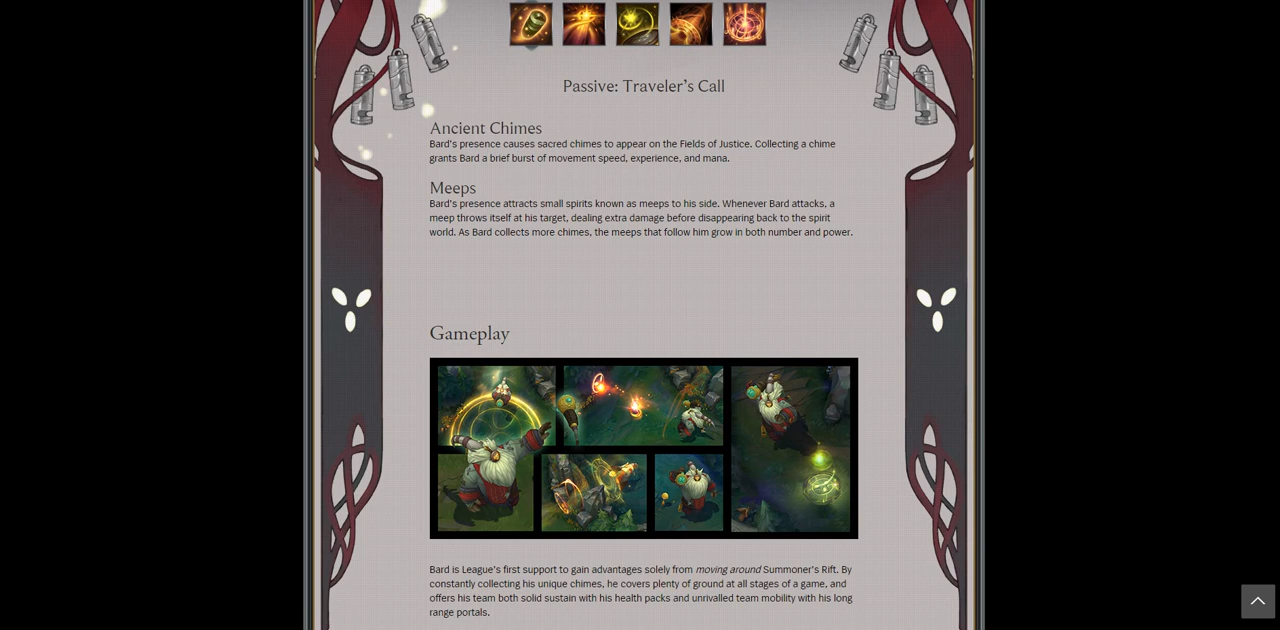 Passive: Traveler's Call
Ancient Chimes
Bard's presence causes sacred chimes to appear on the Fields of Justice. Collecting a chime
grants Bard a brief burst of movement speed, experience, and mana.
Meeps
Bard's presence attracts small spirits known as meeps to his side. Whenever Bard attacks, a
meep throws itself at his target, dealing extra damage before disappearing back to the spirit
world. As Bard collects more chimes, the meeps that follow him grow in both number and power.
Gameplay
Bard is League's first support to gain advantages solely from moving around Summoner's Rift. By
constantly collecting his unique chimes, he covers plenty of ground at all stages of a game, and
offers his team both solid sustain with his health packs and unrivalled team mobility with his long
range portals.